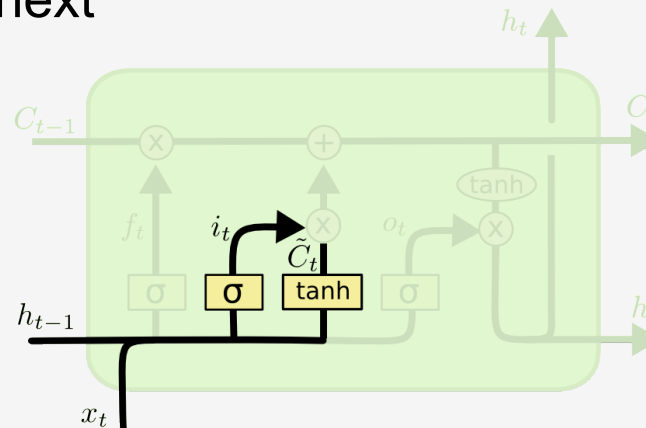 next
h_t
C_{t-1}
x
+
C
tanh
f_t
i_t
x
o_t
x
C̃_t
σ
σ
tanh
σ
h_{t-1}
h
x_t